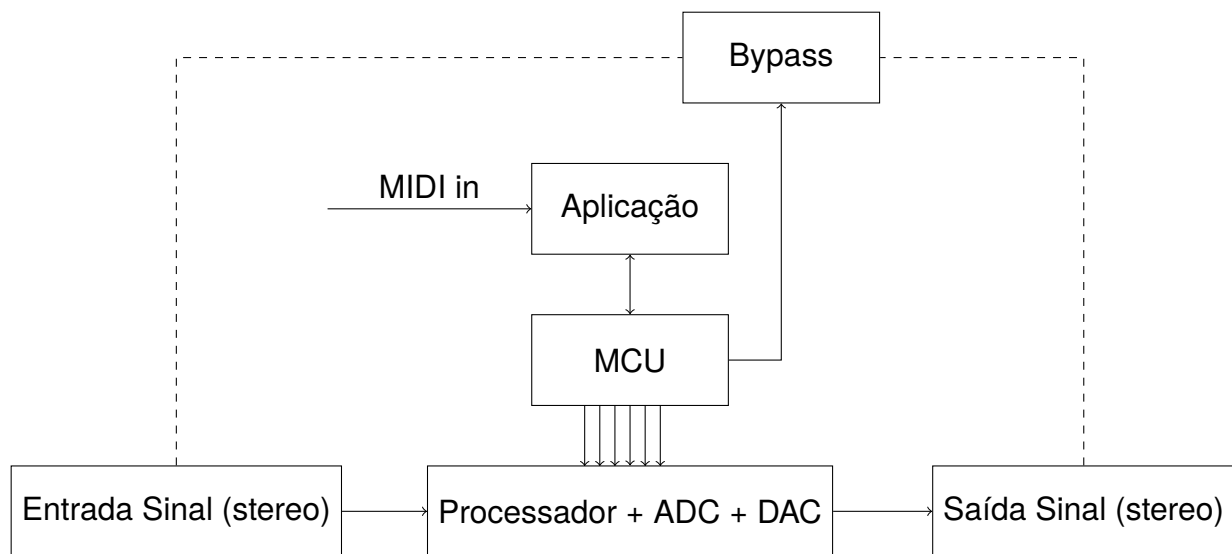 Bypass
MIDI in
Aplicação
MCU
Entrada Sinal (stereo)
Processador + ADC + DAC
Saída Sinal (stereo)